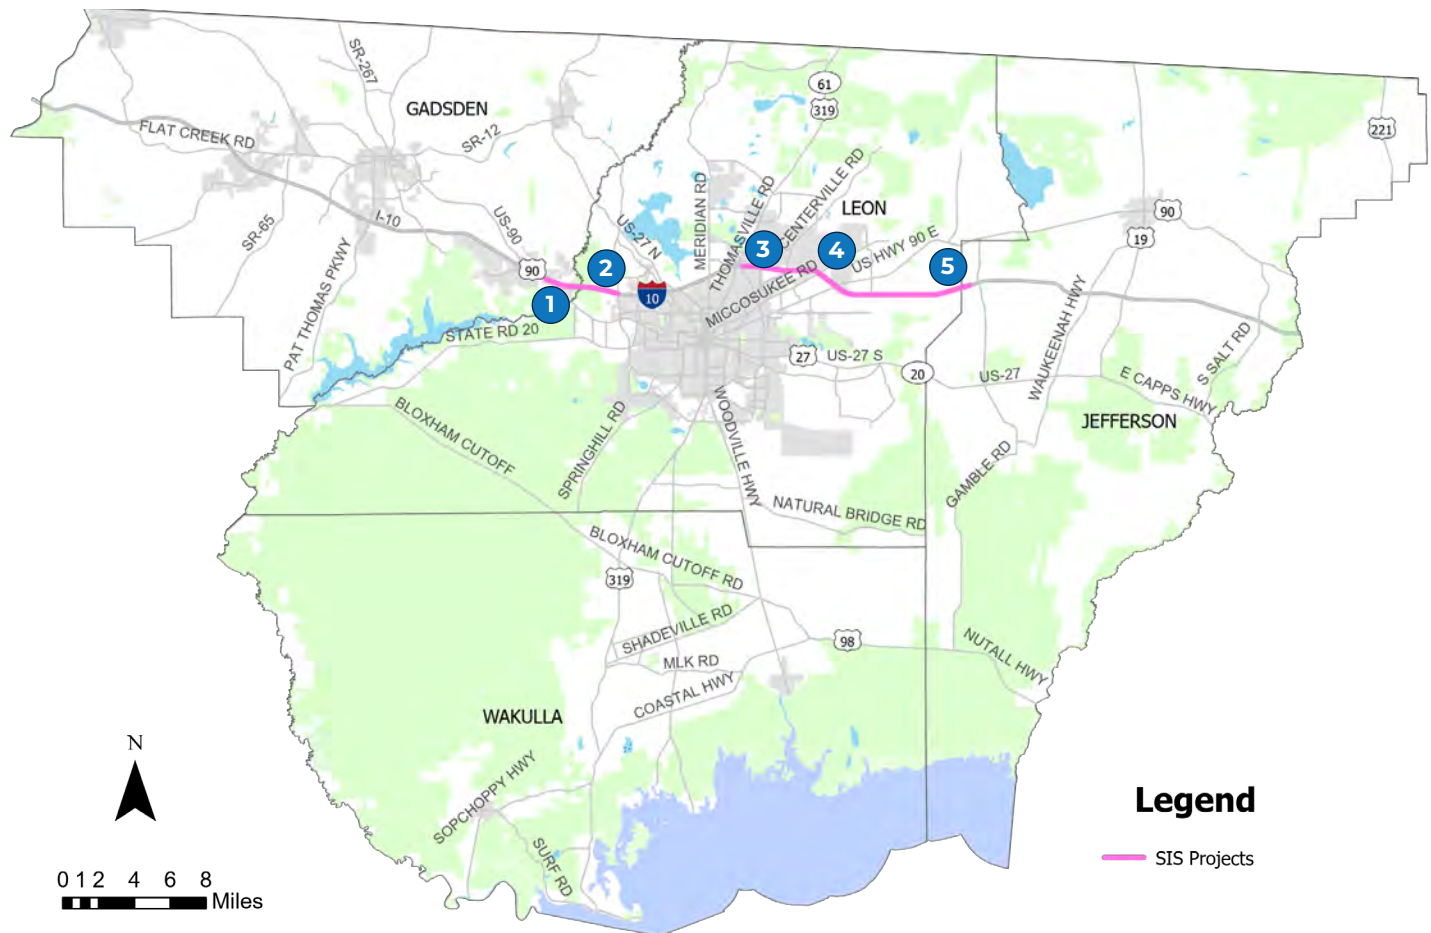 SR-267
61
319
GADSDEN
FLAT CREEK RD
SR-12
221
CENTERVILLE RD
MERIDIAN RD
THOMASVILLE RD
LEON
I-10
US-90
SR-65
US-27 N
90
19
3
4
US HWY 90 E
5
90
2
MICCOSUKEE RD
10
1
PAT THOMAS PKWY
STATE RD 20
WAUKEENAH HWY
S SALT RD
27
US-27 S
20
US-27
E CAPPS HWY
JEFFERSON
BLOXHAM CUTOFF
SPRINGHILL RD
WOODVILLE HWY
GAMBLE RD
NATURAL BRIDGE RD
BLOXHAM CUTOFF RD
319
SHADEVILLE RD
98
NUTALL HWY
MLK RD
COASTAL HWY
WAKULLA
N
SOPCHOPPY HWY
SURF RD
Legend
SIS Projects
0 1 2 4 6 8
Miles